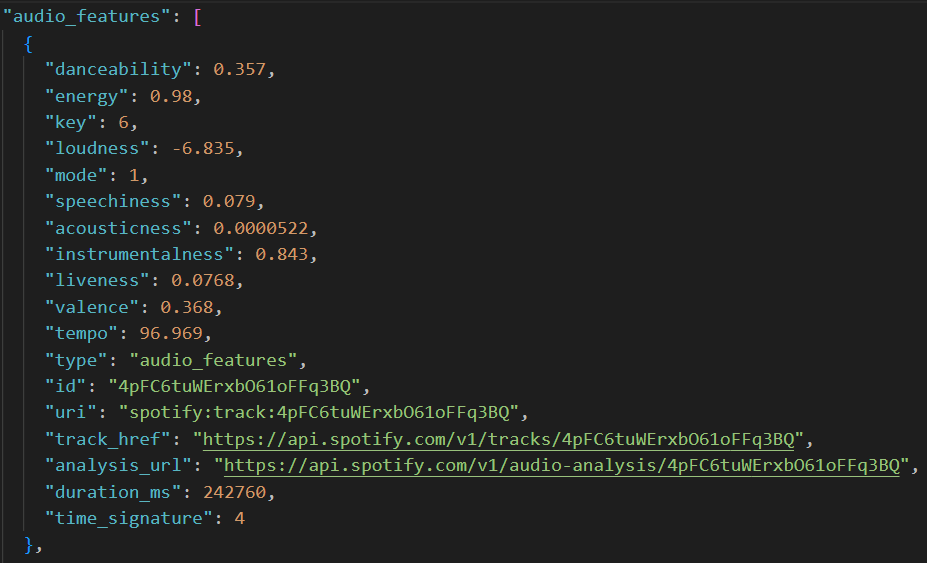 "audio_features": [
{
"danceability": 0.357,
"energy": 0.98,
"key": 6,
"loudness": -6.835,
"mode": 1,
"speechiness": 0.079,
"acousticness": 0.0000522,
"instrumentalness": 0.843,
"liveness": 0.0768,
"valence": 0.368,
"tempo": 96.969,
"type": "audio_features",
"id": "4pFC6tuWErxbO61oFFq3BQ",
"uri": "spotify:track:4pFC6tuWErxbO61oFFq3BQ",
"track_href": "https://api.spotify.com/v1/tracks/4pFC6tuWErxbO61oFFq3BQ",
"analysis_url": "https://api.spotify.com/v1/audio-analysis/4pFC6tuWErxbO61oFFq3BQ",
"duration_ms": 242760,
"time_signature": 4
},